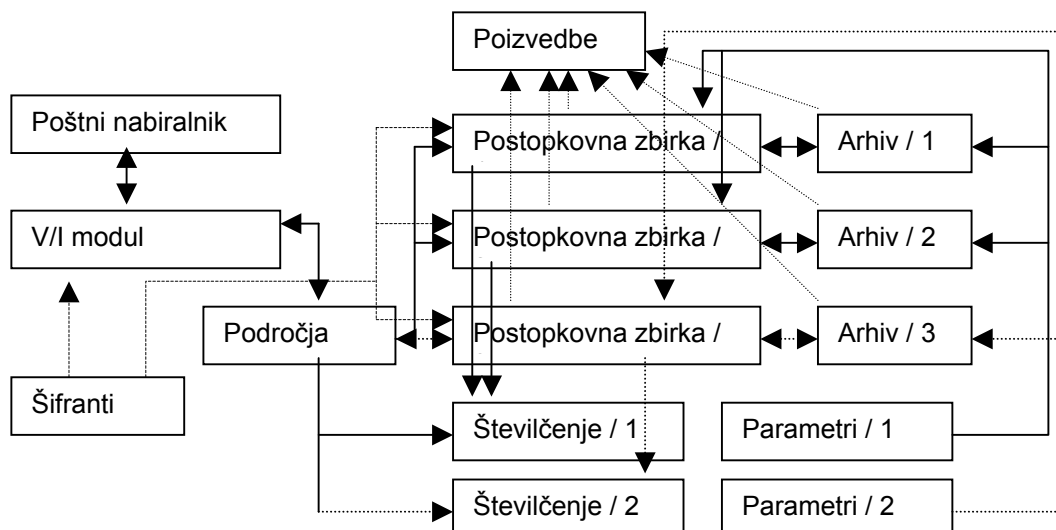 Poizvedbe
Poštni nabiralnik
Postopkovna zbirka /
Arhiv / 1
V/I modul
Postopkovna zbirka /
Arhiv / 2
Področja
Postopkovna zbirka /
Arhiv / 3
Šifranti
Številčenje / 1
Parametri / 1
Številčenje / 2
Parametri / 2